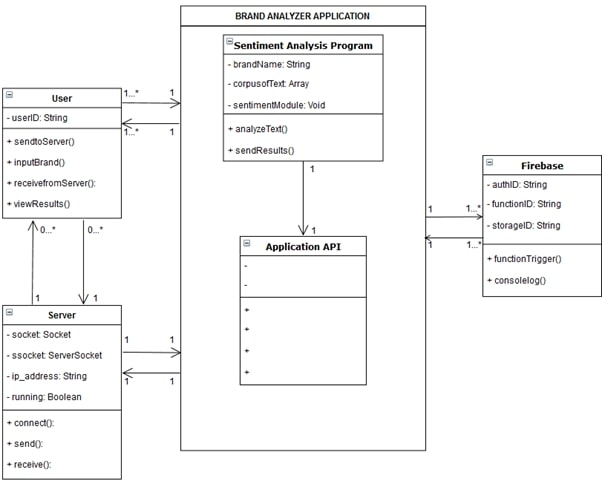 BRAND ANALYZER APPLICATION
Sentiment Analysis Program
- brandName: String
- corpusofText: Array
- sentimentModule: Void
+ analyzeText()
+ sendResults()
1
1
Application API
-
-
+
+
+
+
User
- userID: String
+ sendtoServer()
+ inputBrand()
+ receivefromServer():
+ viewResults()
1...*
1
1...*
1
0...*
0...*
1
1
Server
- socket: Socket
- ssocket: ServerSocket
- ip_address: String
- running: Boolean
+ connect():
+ send():
+ receive():
1
1
1
1
Firebase
- authID: String
- functionID: String
- storageID: String
+ functionTrigger()
+ consolelog()
1
1...*
1
1...*